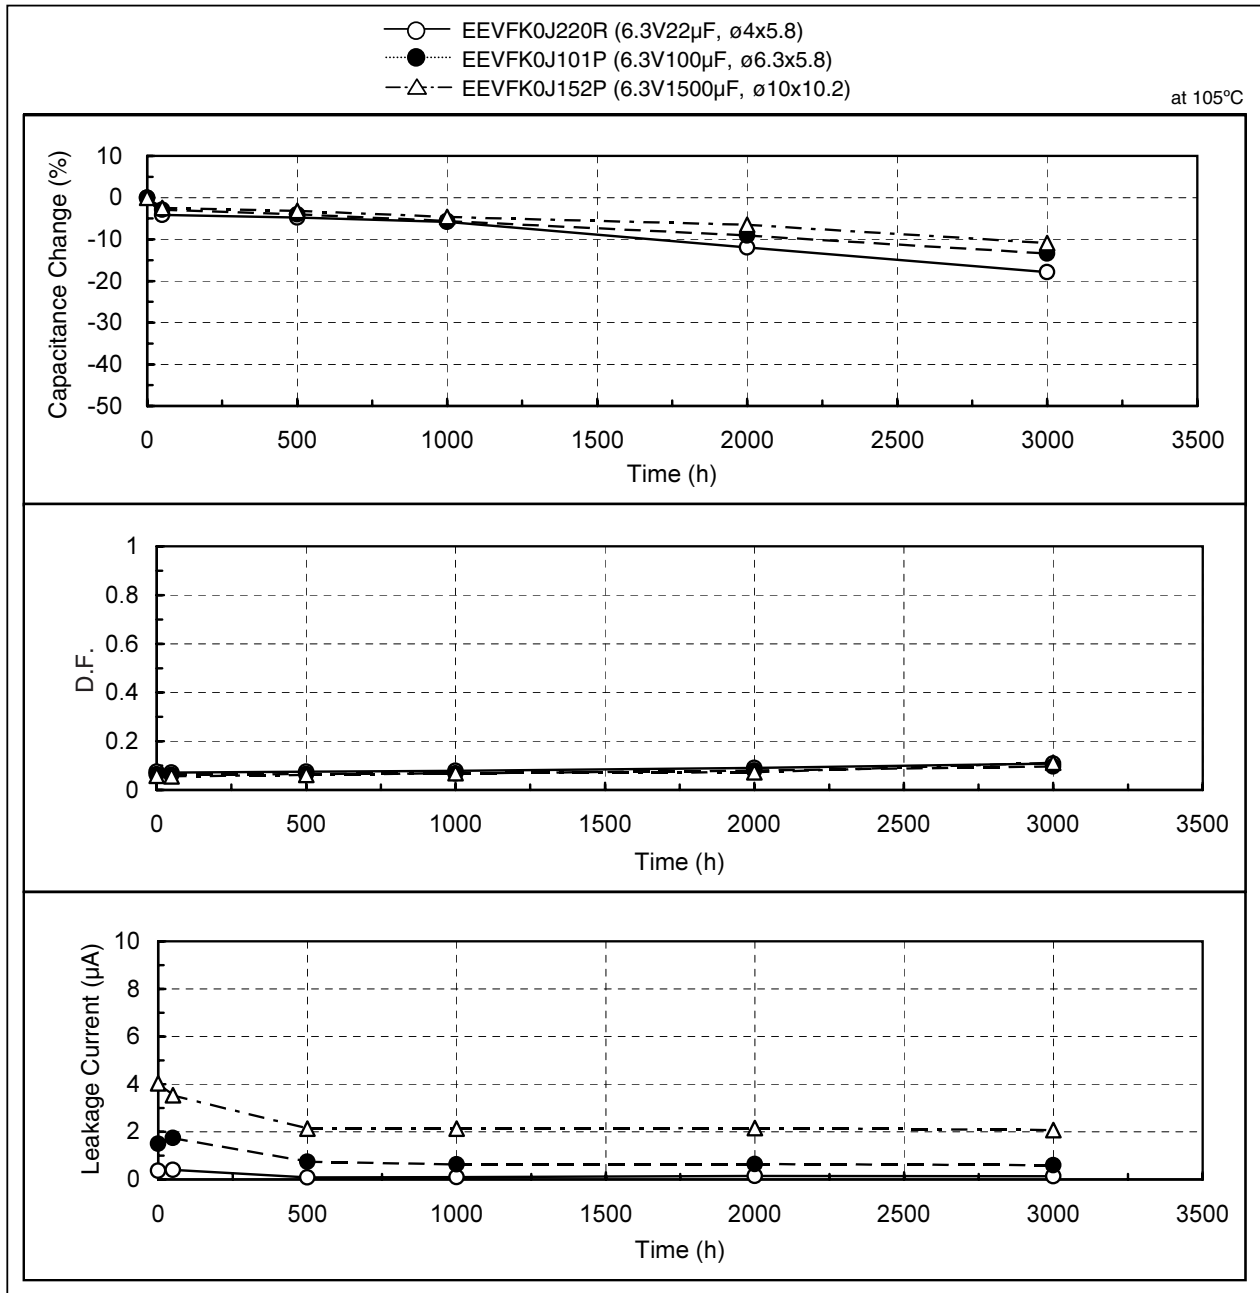 EEVFK0J220R (6.3V22µF, ø4x5.8)
EEVFK0J101P (6.3V100µF, ø6.3x5.8)
EEVFK0J152P (6.3V1500µF, ø10x10.2)
at 105ºC
Capacitance Change (%)
10
0
-10
-20
-30
-40
-50
0 500 1000 1500 2000 2500 3000 3500
Time (h)
D.F.
1
0.8
0.6
0.4
0.2
0
0 500 1000 1500 2000 2500 3000 3500
Time (h)
Leakage Current (µA)
10
8
6
4
2
0
0 500 1000 1500 2000 2500 3000 3500
Time (h)